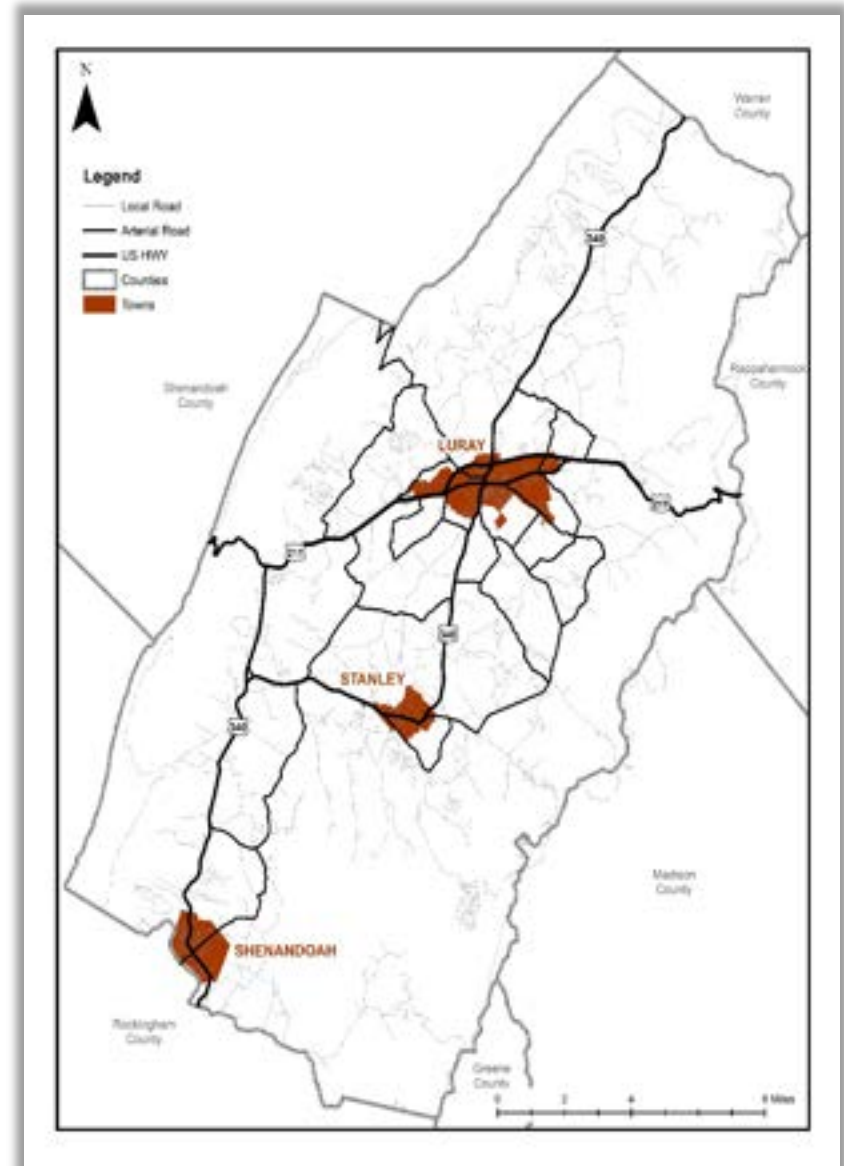 N
Warren
County
Legend
Local Road
Arterial Road
US HWY
Counties
Towns
340
Shenandoah
County
Rappahannock
County
LURAY
211
211
340
STANLEY
340
Madison
County
SHENANDOAH
Rockingham
County
Greene
County
0 2 4 8 Miles